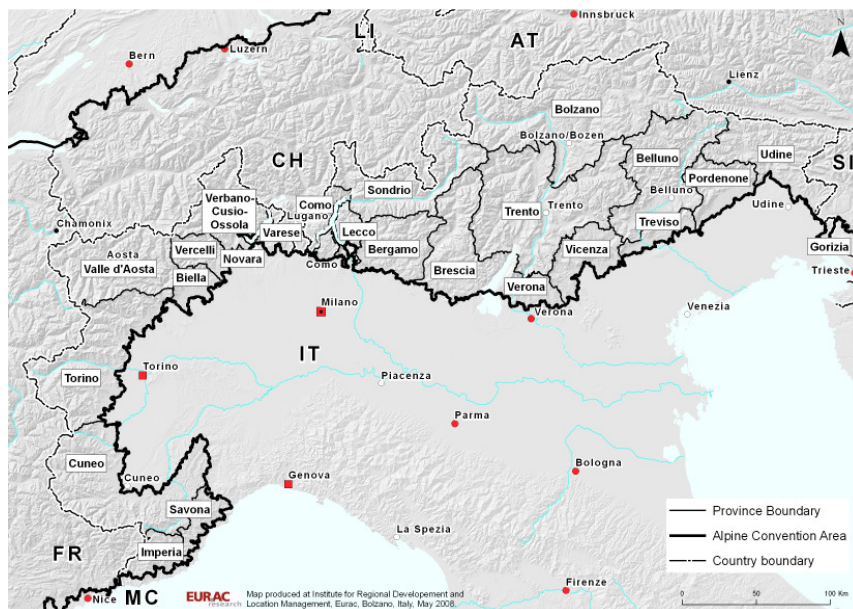 Innsbruck
LI
AT
N
Bern
Luzern
Lienz
Bolzano
Bolzano/Bozen
CH
Belluno
Udine
SI
Sondrio
Pordenone
Verbano-
Cusio-
Ossola
Como
Lugano
Belluno
Trento
Trento
Udine
Chamonix
Varese
Lecco
Treviso
Aosta
Valle d'Aosta
Vercelli
Novara
Bergamo
Vicenza
Gorizia
Como
Biella
Brescia
Verona
Trieste
Milano
Verona
Venezia
IT
Torino
Torino
Piacenza
Parma
Cuneo
Bologna
Cuneo
Genova
Savona
Province Boundary
La Spezia
Alpine Convention Area
FR
Imperia
Country boundary
MC
Nice
EURAC
research
Map produced at Institute for Regional Developement and
Location Management, Eurac, Bolzano, Italy, May 2008.
Firenze
0 50 100 Km